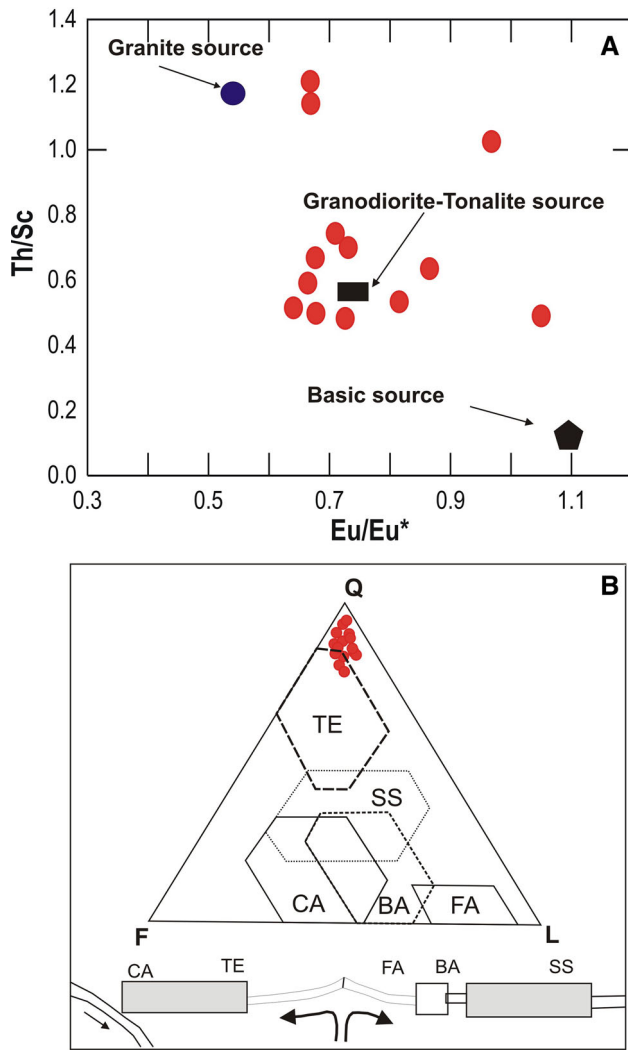 A
Granite source
Granodiorite-Tonalite source
Basic source
Th/Sc
1.4
1.2
1.0
0.8
0.6
0.4
0.2
0.0
0.3 0.5 0.7 0.9 1.1
Eu/Eu*
B
Q
TE
SS
CA BA FA
F L
CA TE FA BA SS